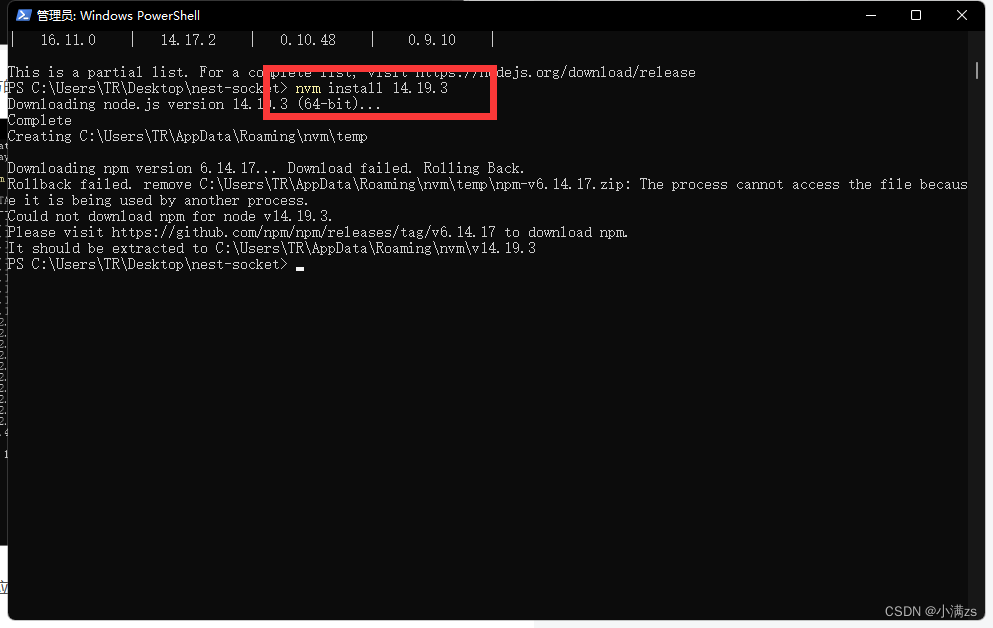 管理员: Windows PowerShell
| 16.11.0 | 14.17.2 | 0.10.48 | 0.9.10 |
This is a partial list. For a complete list, visit https://nodejs.org/download/release
PS C:\Users\TR\Desktop\nest-socket> nvm install 14.19.3
Downloading node.js version 14.19.3 (64-bit)...
Complete
Creating C:\Users\TR\AppData\Roaming\nvm\temp
Downloading npm version 6.14.17... Download failed. Rolling Back.
Rollback failed. remove C:\Users\TR\AppData\Roaming\nvm\temp\npm-v6.14.17.zip: The process cannot access the file becaus
e it is being used by another process.
Could not download npm for node v14.19.3.
Please visit https://github.com/npm/npm/releases/tag/v6.14.17 to download npm.
It should be extracted to C:\Users\TR\AppData\Roaming\nvm\v14.19.3
PS C:\Users\TR\Desktop\nest-socket>
CSDN @小满zs